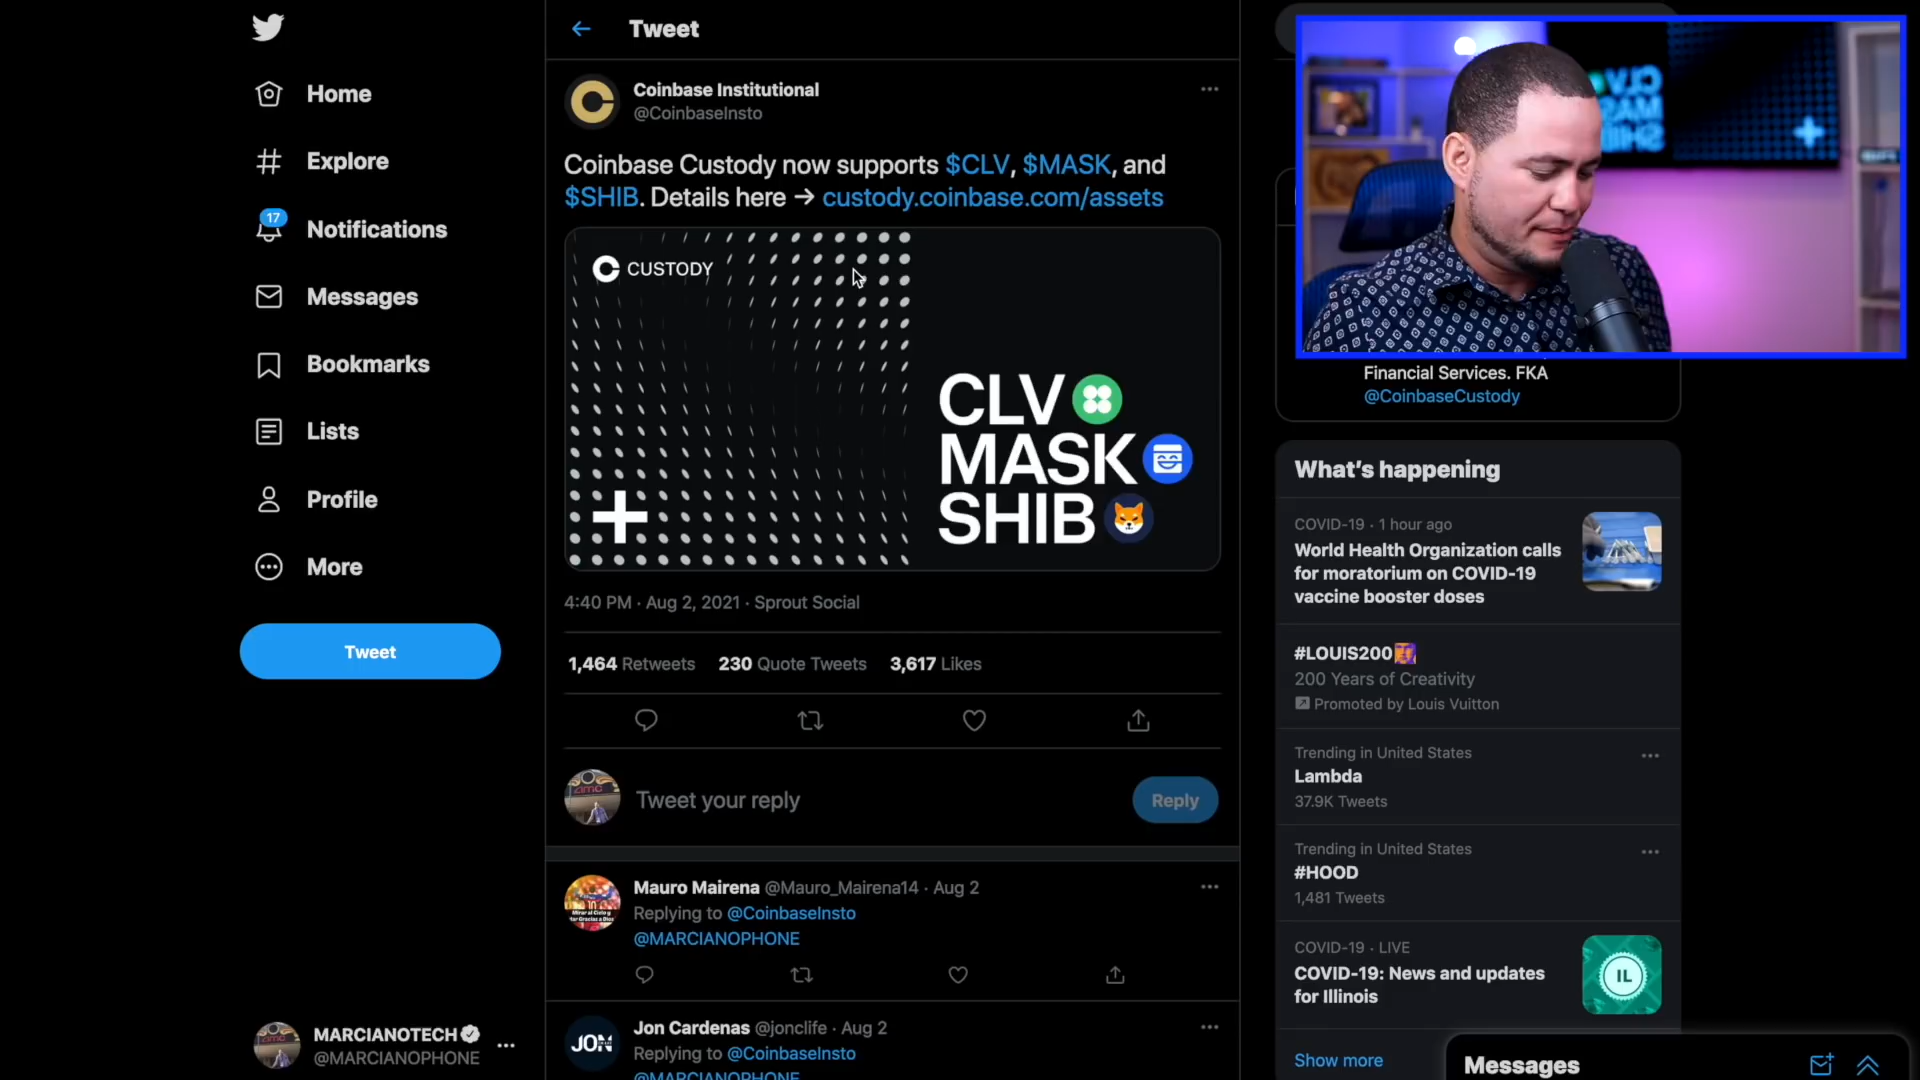 Home
Explore
17
Notifications
Messages
Bookmarks
Lists
Profile
More
Tweet
MARCIANOTECH
@MARCIANOPHONE
Tweet
Coinbase Institutional
@CoinbaseInsto
Coinbase Custody now supports $CLV, $MASK, and
$SHIB. Details here → custody.coinbase.com/assets
CUSTODY
CLV
MASK
SHIB
4:40 PM · Aug 2, 2021 · Sprout Social
1,464 Retweets 230 Quote Tweets 3,617 Likes
Tweet your reply
Reply
Mauro Mairena @Mauro_Mairena14 · Aug 2
Replying to @CoinbaseInsto
@MARCIANOPHONE
JON
Jon Cardenas @jonclife · Aug 2
Replying to @CoinbaseInsto
@MARCIANOPHONE
Financial Services. FKA
@CoinbaseCustody
What's happening
COVID-19 · 1 hour ago
World Health Organization calls
for moratorium on COVID-19
vaccine booster doses
#LOUIS200
200 Years of Creativity
Promoted by Louis Vuitton
Trending in United States
Lambda
37.9K Tweets
Trending in United States
#HOOD
1,481 Tweets
COVID-19 · LIVE
COVID-19: News and updates
for Illinois
IL
Show more
Messages